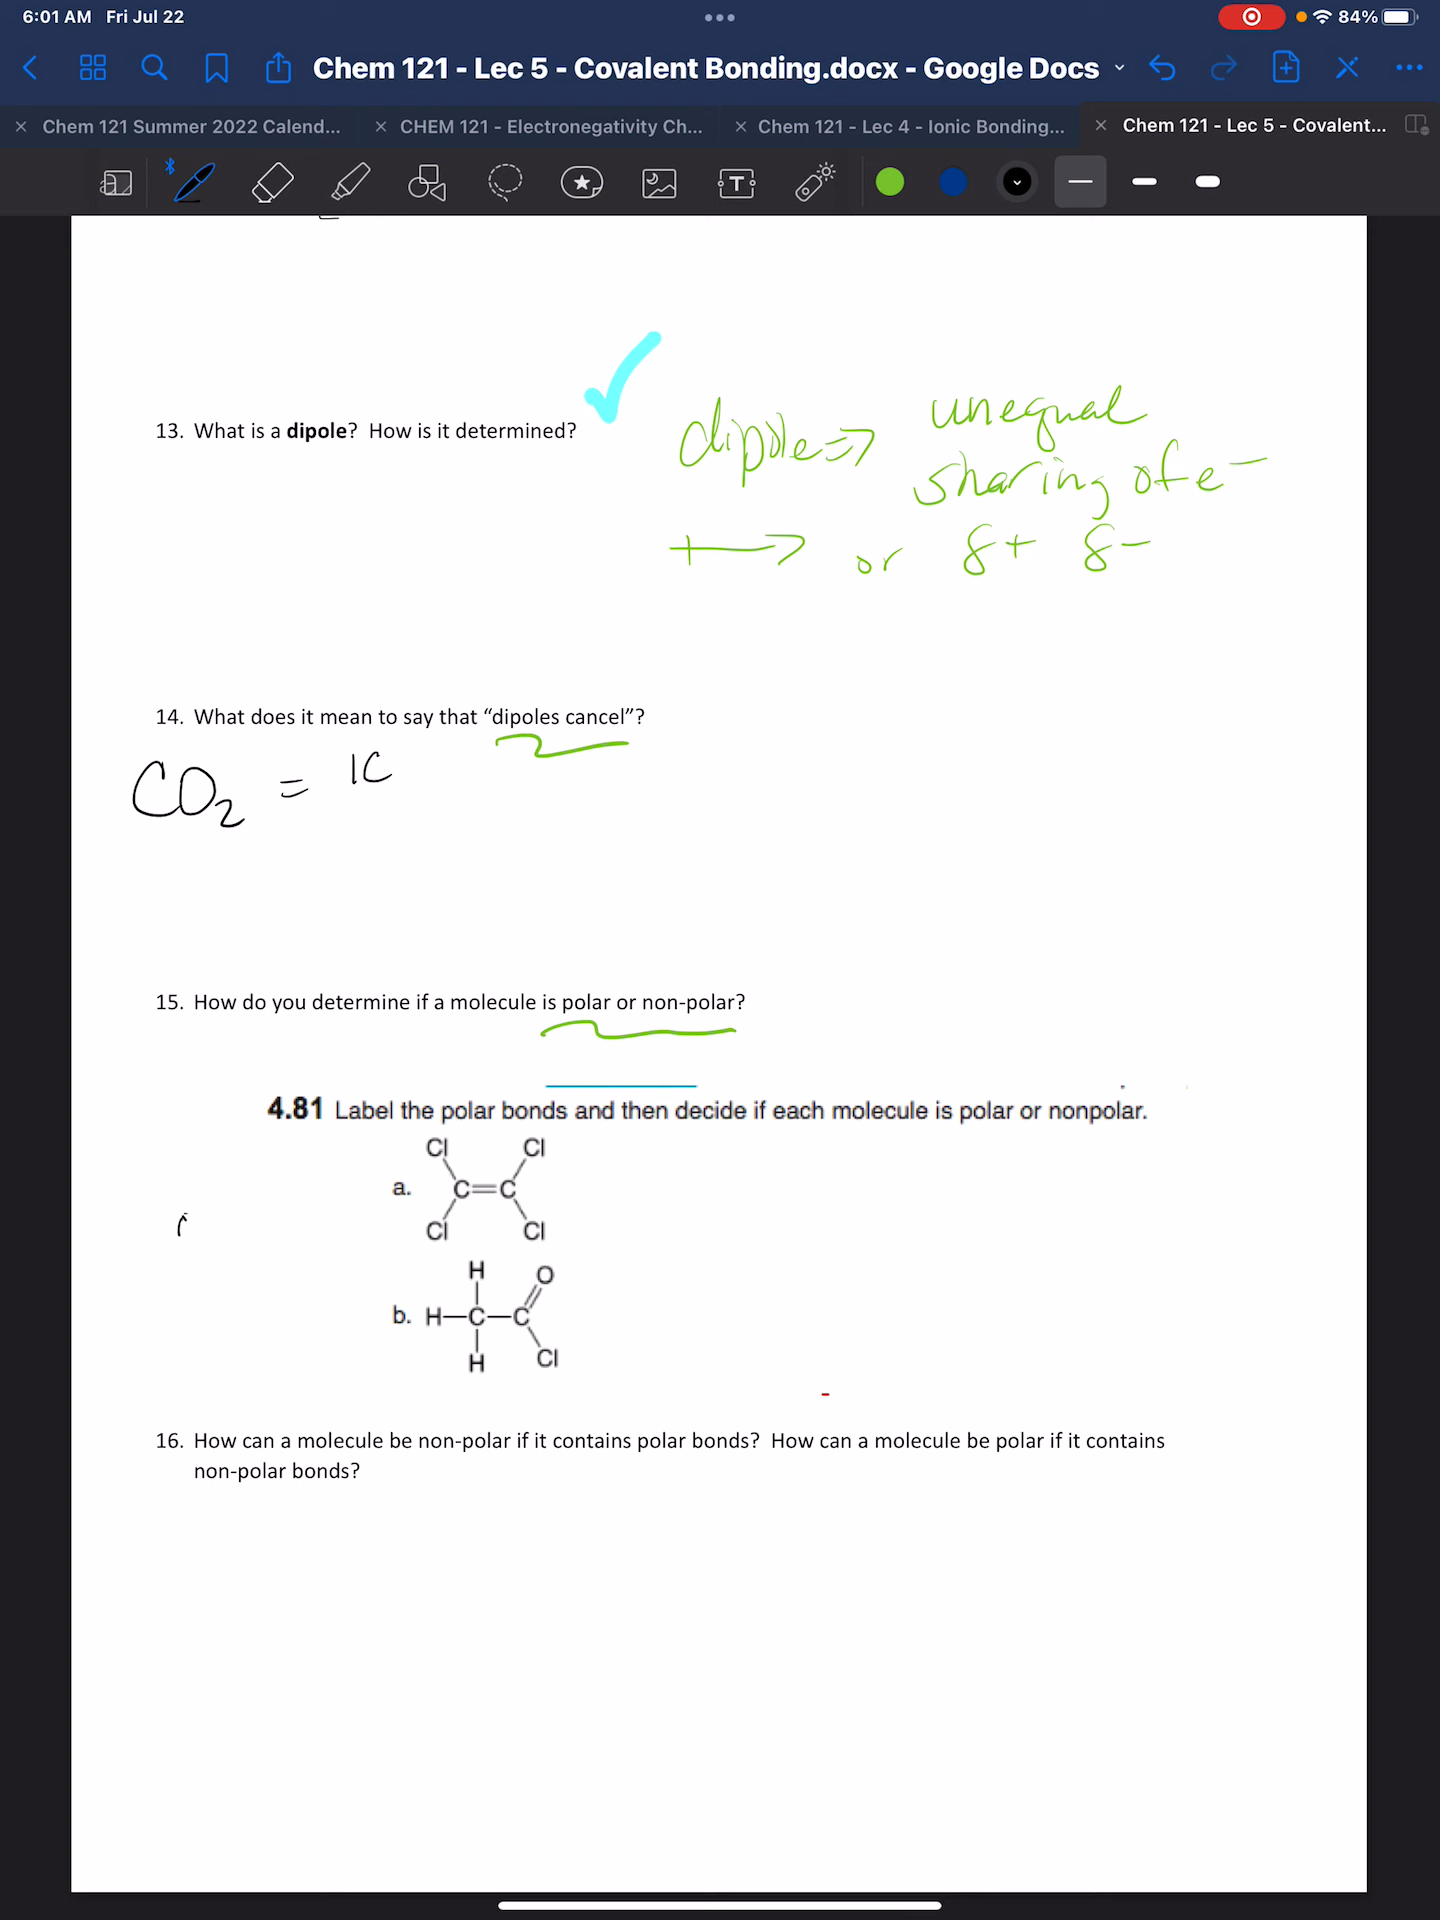 6:01 AM Fri Jul 22
84%
Chem 121 - Lec 5 - Covalent Bonding.docx - Google Docs
Chem 121 Summer 2022 Calend...
CHEM 121 - Electronegativity Ch...
Chem 121 - Lec 4 - Ionic Bonding...
Chem 121 - Lec 5 - Covalent...
13. What is a dipole? How is it determined?
dipole => unequal
sharing of e-
or δ+ δ-
14. What does it mean to say that “dipoles cancel”?
CO2 = 1C
15. How do you determine if a molecule is polar or non-polar?
4.81 Label the polar bonds and then decide if each molecule is polar or nonpolar.
Cl Cl
a. C=C
Cl Cl
H O
b. H-C-C
H Cl
16. How can a molecule be non-polar if it contains polar bonds? How can a molecule be polar if it contains
non-polar bonds?